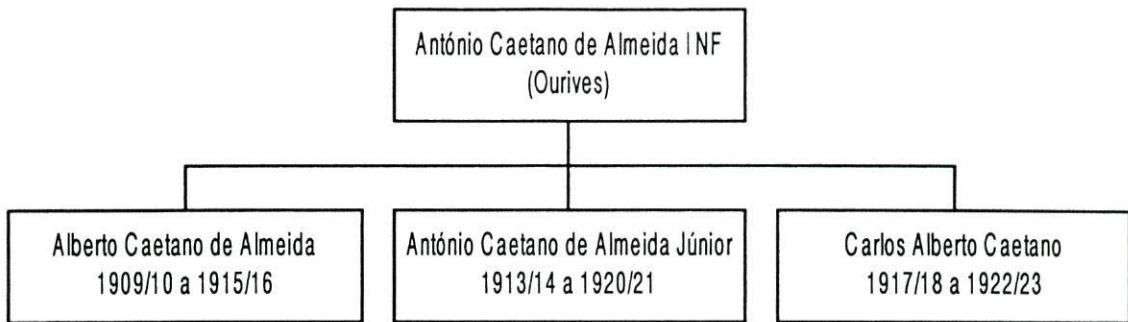 António Caetano de Almeida I NF
(Ourives)
Alberto Caetano de Almeida
1909/10 a 1915/16
António Caetano de Almeida Júnior
1913/14 a 1920/21
Carlos Alberto Caetano
1917/18 a 1922/23